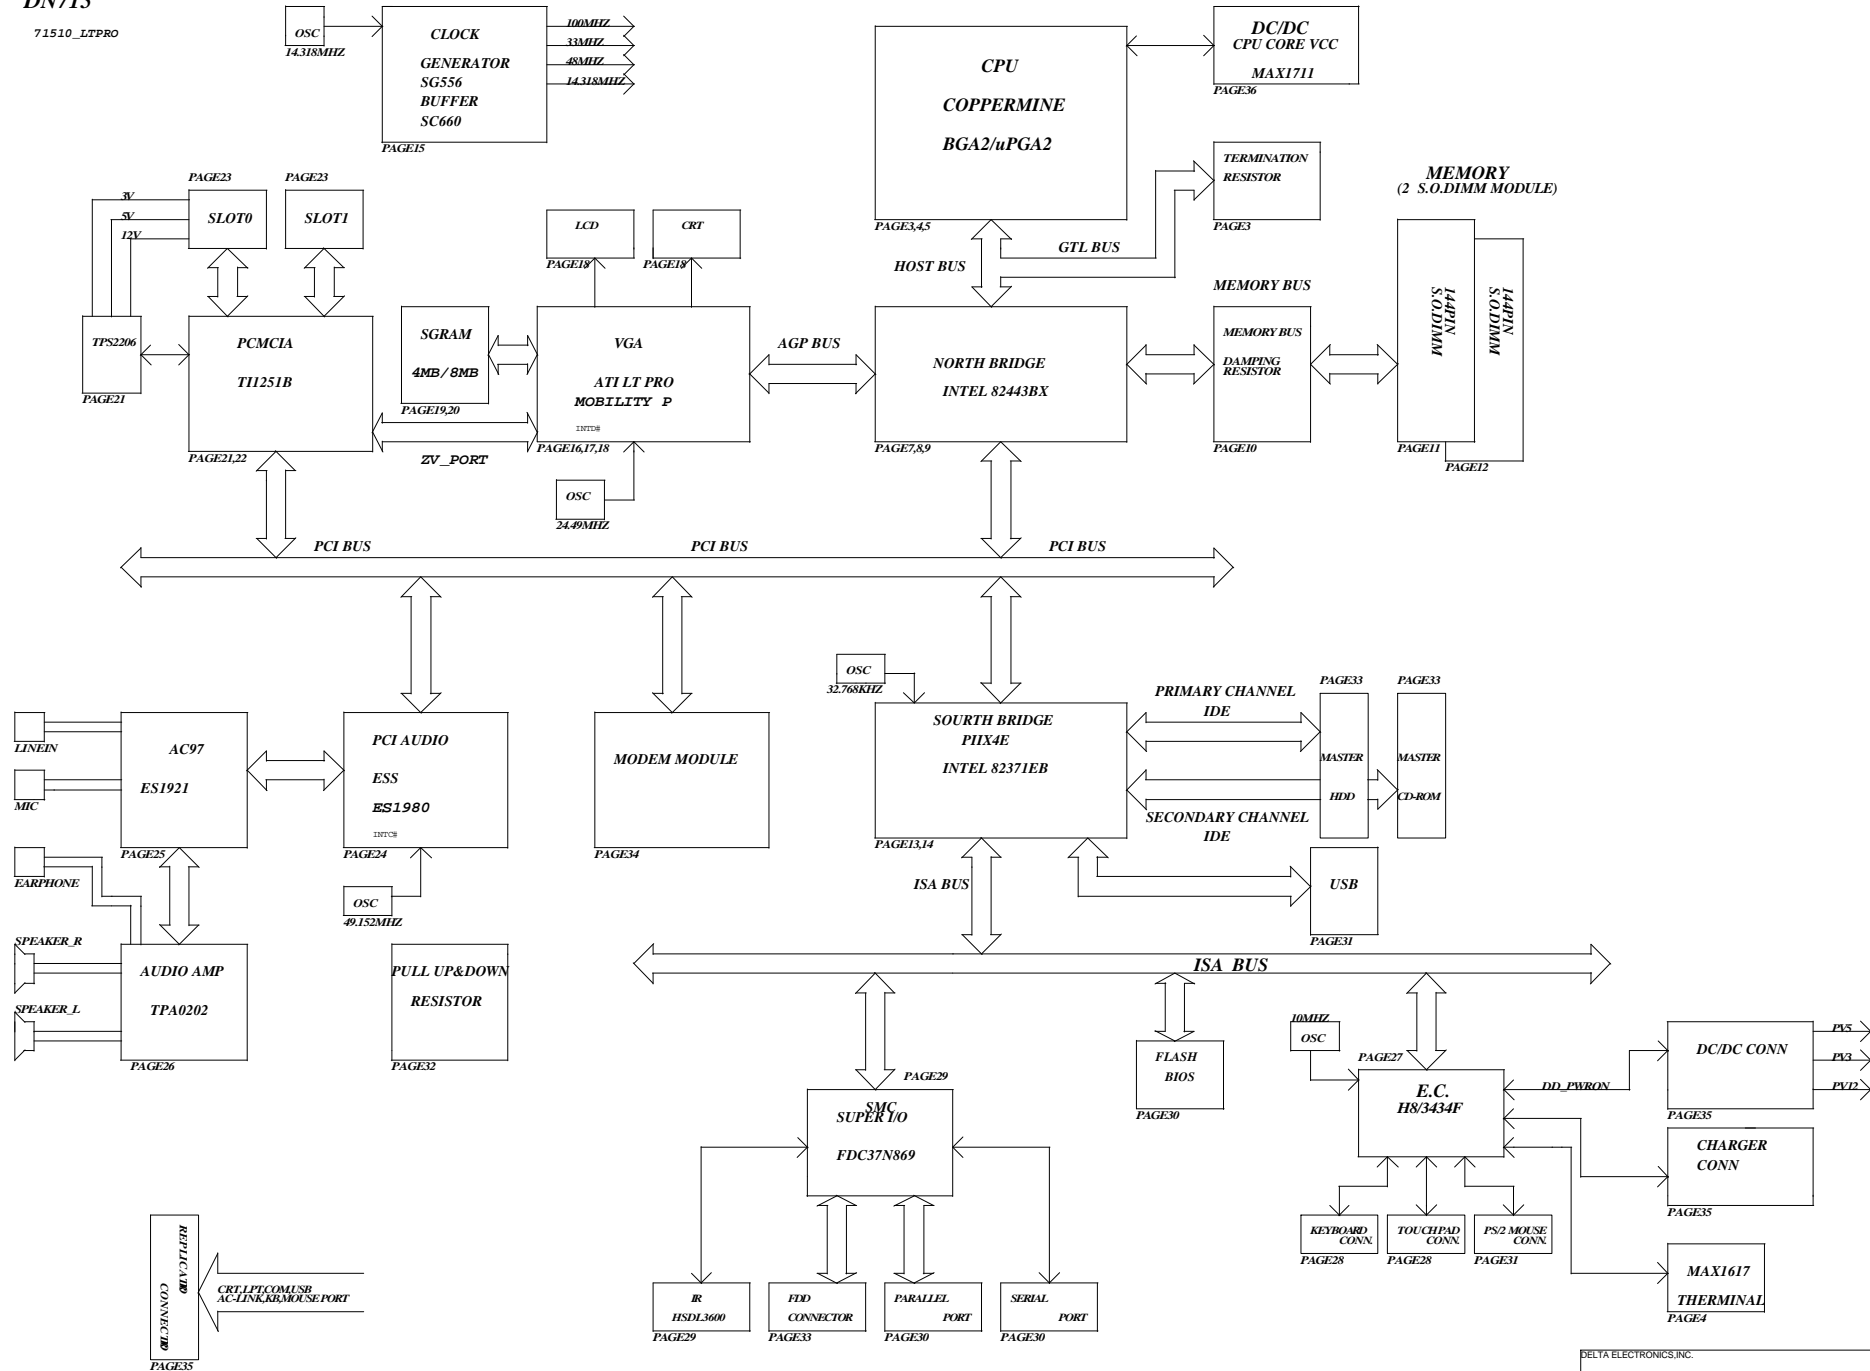 DN715
71510_LTPRO
OSC
14.318MHZ
CLOCK
GENERATOR
SG556
BUFFER
SC660
PAGE15
100MHZ
33MHZ
48MHZ
14.318MHZ
CPU
COPPERMINE
BGA2/uPGA2
PAGE3,4,5
DC/DC
CPU CORE VCC
MAX1711
PAGE36
TERMINATION
RESISTOR
PAGE3
MEMORY
(2 S.O.DIMM MODULE)
PAGE23
PAGE23
3V
5V
12V
SLOT0
SLOT1
LCD
CRT
PAGE18
PAGE18
HOST BUS
GTL BUS
MEMORY BUS
TPS2206
PAGE21
PCMCIA
TI1251B
PAGE21,22
SGRAM
4MB/8MB
PAGE19,20
VGA
ATI LT PRO
MOBILITY P
INTD#
PAGE16,17,18
AGP BUS
NORTH BRIDGE
INTEL 82443BX
PAGE7,8,9
MEMORY BUS
DAMPING
RESISTOR
PAGE10
144PIN
S.O.DIMM
PAGE11
144PIN
S.O.DIMM
PAGE12
ZV_PORT
OSC
24.49MHZ
PCI BUS
PCI BUS
PCI BUS
OSC
32.768KHZ
LINEIN
MIC
AC97
ES1921
PAGE25
PCI AUDIO
ESS
ES1980
INTC#
PAGE24
MODEM MODULE
PAGE34
SOURTH BRIDGE
PIIX4E
INTEL 82371EB
PAGE13,14
PRIMARY CHANNEL
IDE
SECONDARY CHANNEL
IDE
PAGE33
MASTER
HDD
PAGE33
MASTER
CD-ROM
EARPHONE
OSC
49.152MHZ
ISA BUS
USB
PAGE31
SPEAKER_R
SPEAKER_L
AUDIO AMP
TPA0202
PAGE26
PULL UP&DOWN
RESISTOR
PAGE32
ISA BUS
10MHZ
OSC
FLASH
BIOS
PAGE30
PAGE27
E.C.
H8/3434F
DD_PWRON
DC/DC CONN
PAGE35
PV5
PV3
PV12
PAGE29
SMC
SUPER I/O
FDC37N869
CHARGER
CONN
PAGE35
KEYBOARD
CONN.
PAGE28
TOUCH PAD
CONN.
PAGE28
PS/2 MOUSE
CONN.
PAGE31
MAX1617
THERMINAL
PAGE4
CONNECTRD
PAGE35
CRT,LPT,COM,USB
AC-LINK,KB,MOUSE PORT
IR
HSDL3600
PAGE29
FDD
CONNECTOR
PAGE33
PARALLEL
PORT
PAGE30
SERIAL
PORT
PAGE30
DELTA ELECTRONICS,INC.